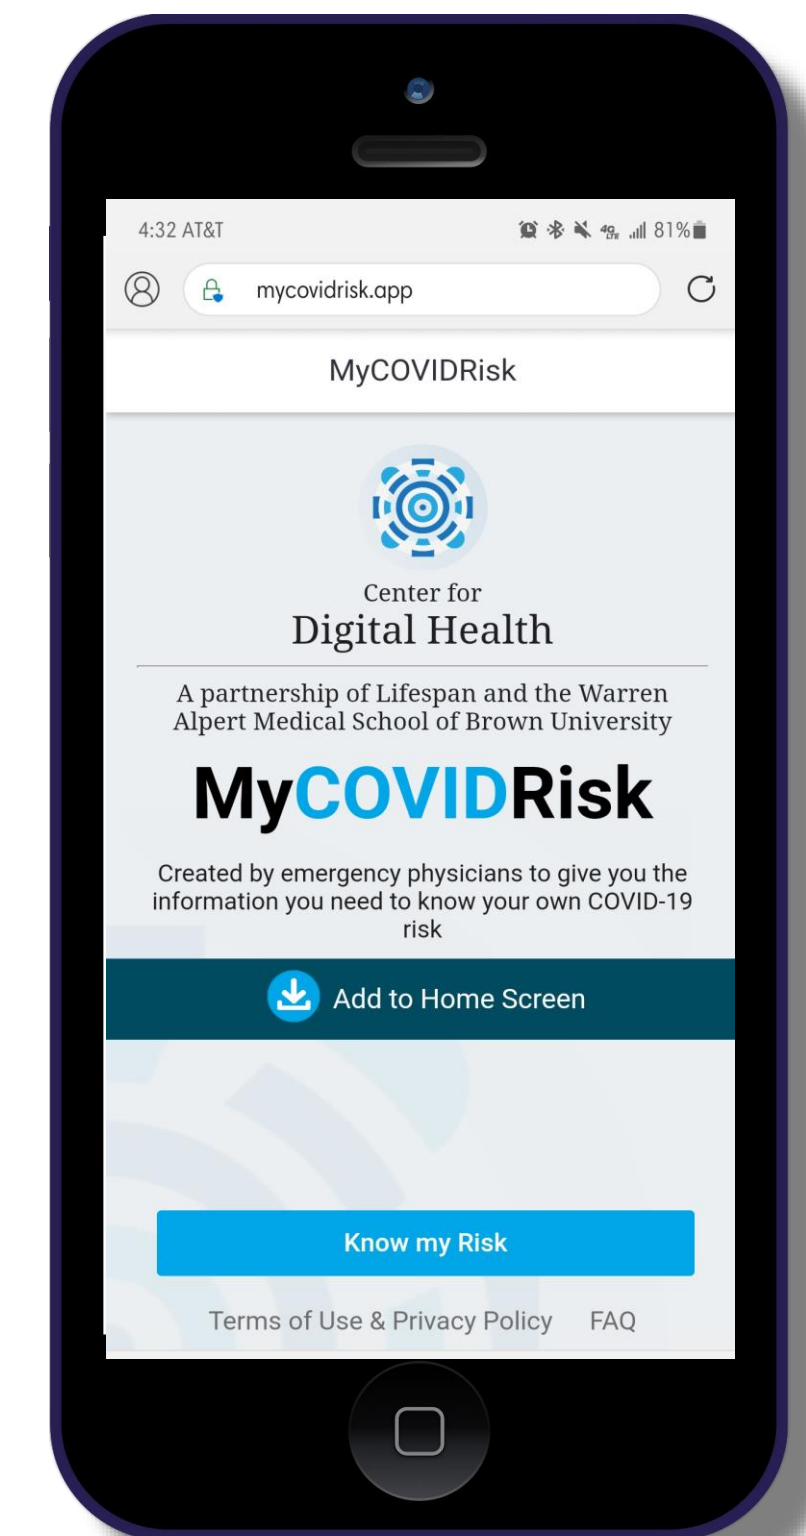 4:32 AT&T 4G LTE 81%
mycovidrisk.app
MyCOVIDRisk
Center for
Digital Health
A partnership of Lifespan and the Warren
Alpert Medical School of Brown University
MyCOVIDRisk
Created by emergency physicians to give you the
information you need to know your own COVID-19
risk
Add to Home Screen
Know my Risk
Terms of Use & Privacy Policy FAQ